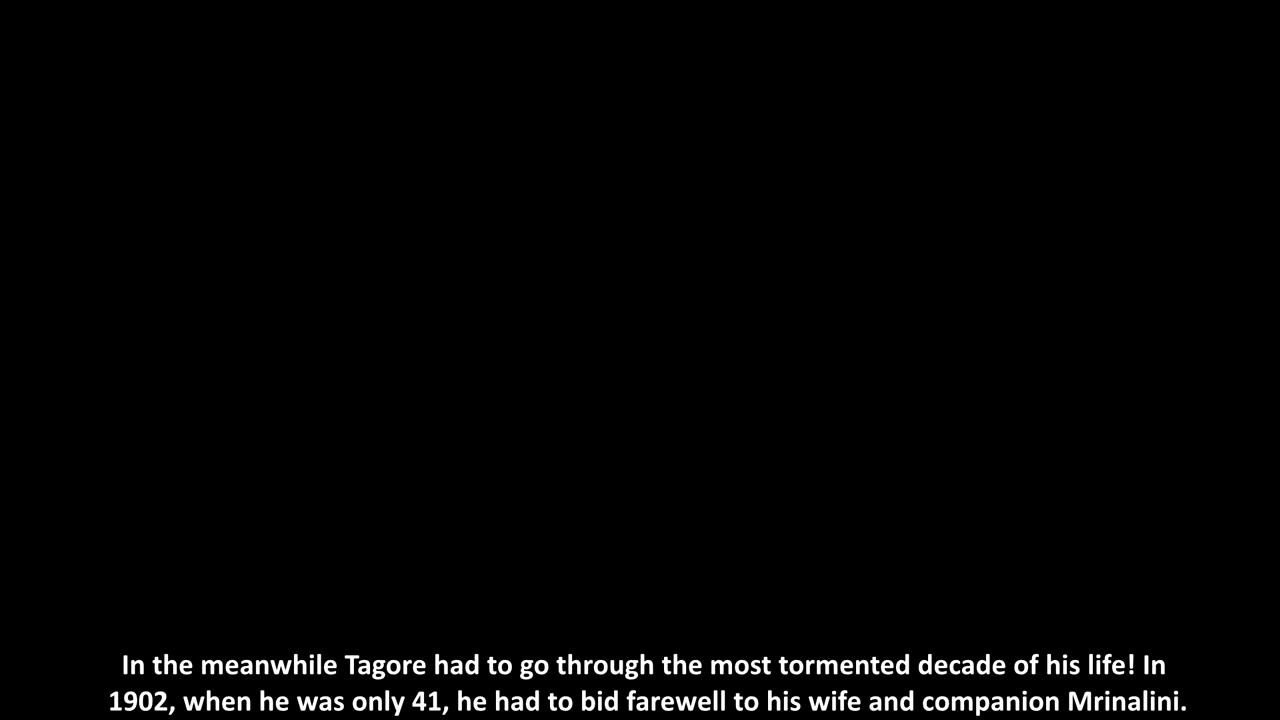 In the meanwhile Tagore had to go through the most tormented decade of his life! In
1902, when he was only 41, he had to bid farewell to his wife and companion Mrinalini.